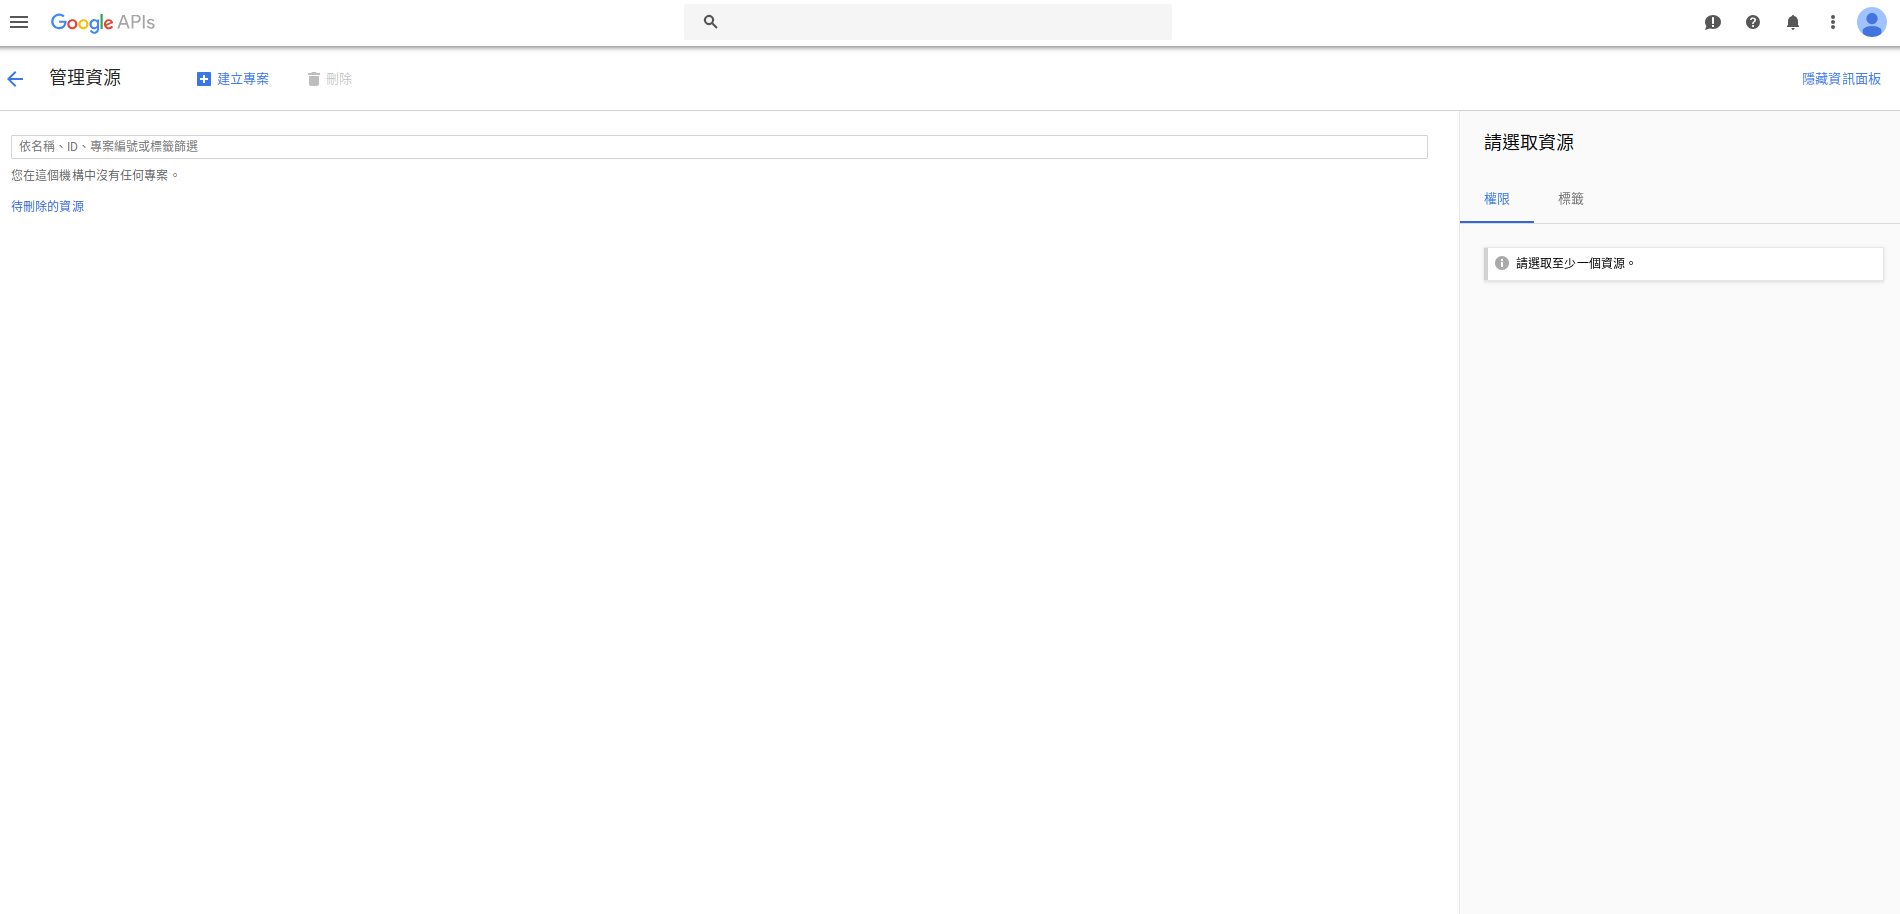 Google APIs
管理資源
建立專案
刪除
隱藏資訊面板
依名稱、ID、專案編號或標籤篩選
您在這個機構中沒有任何專案。
待刪除的資源
請選取資源
權限
標籤
請選取至少一個資源。